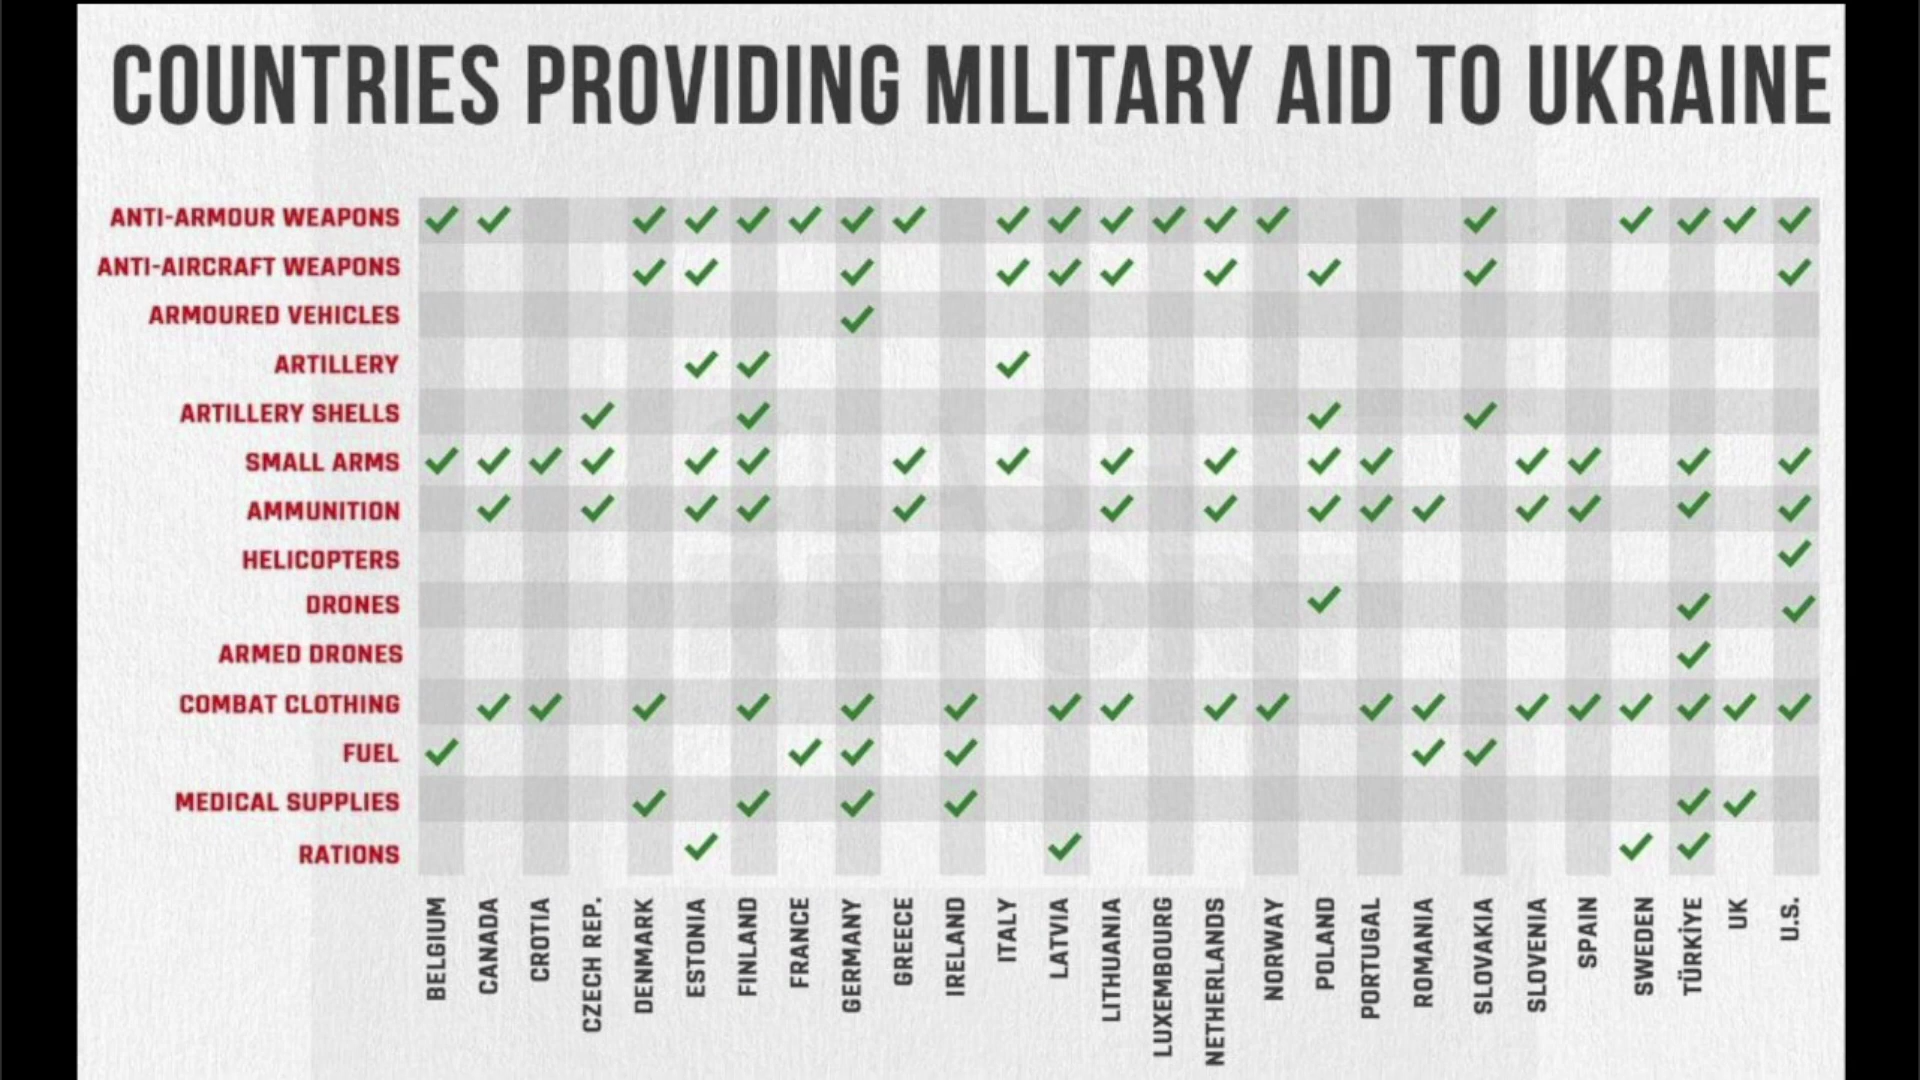 COUNTRIES PROVIDING MILITARY AID TO UKRAINE
ANTI-ARMOUR WEAPONS
ANTI-AIRCRAFT WEAPONS
ARMOURED VEHICLES
ARTILLERY
ARTILLERY SHELLS
SMALL ARMS
AMMUNITION
HELICOPTERS
DRONES
ARMED DRONES
COMBAT CLOTHING
FUEL
MEDICAL SUPPLIES
RATIONS
BELGIUM
CANADA
CROTIA
CZECH REP.
DENMARK
ESTONIA
FINLAND
FRANCE
GERMANY
GREECE
IRELAND
ITALY
LATVIA
LITHUANIA
LUXEMBOURG
NETHERLANDS
NORWAY
POLAND
PORTUGAL
ROMANIA
SLOVAKIA
SLOVENIA
SPAIN
SWEDEN
TÜRKİYE
UK
U.S.